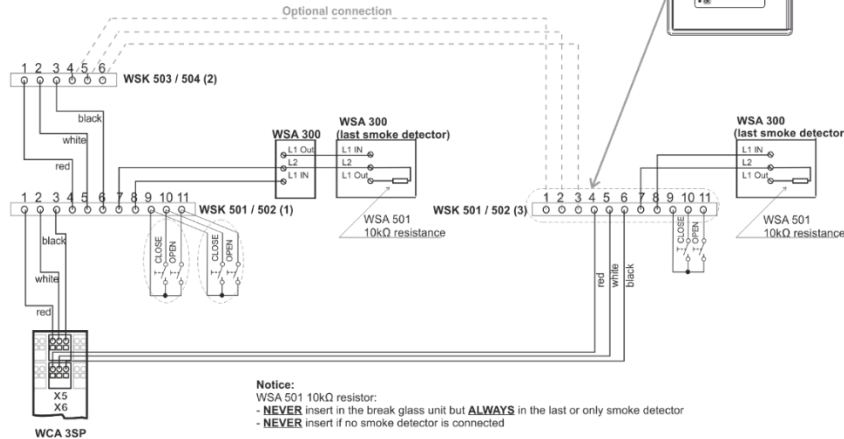 Optional connection
1 2 3 4 5 6
WSK 503 / 504 (2)
black
white
red
WSA 300
L1 Out
L2
L1 IN
WSA 300
(last smoke detector)
L1 IN
L2
L1 Out
WSA 501
10kΩ resistance
WSA 300
(last smoke detector
L1 IN
L2
L1 Out
WSA 501
10kΩ resistance
1 2 3 4 5 6 7 8 9 10 11
WSK 501 / 502 (1)
WSK 501 / 502 (3)
1 2 3 4 5 6 7 8 9 10 11
CLOSE
OPEN
CLOSE
OPEN
CLOSE
OPEN
black
white
red
red
white
black
X5
X6
WCA 3SP
Notice:
WSA 501 10kΩ resistor:
- NEVER insert in the break glass unit but ALWAYS in the last or only smoke detector
- NEVER insert if no smoke detector is connected